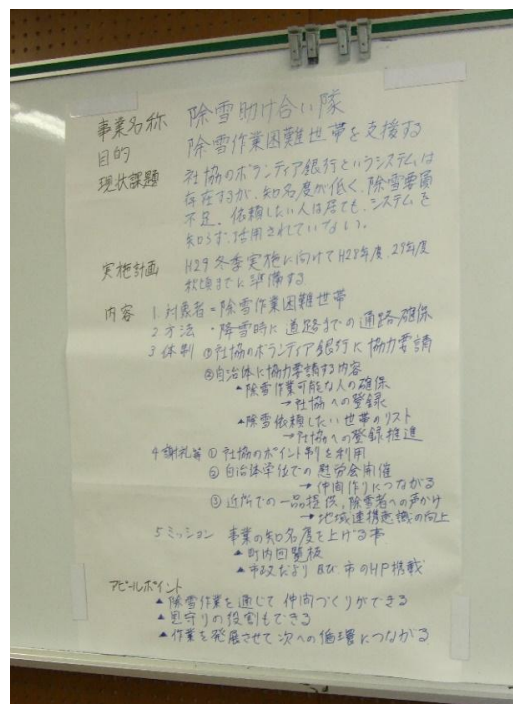 事業名称 除雪助け合い隊
目的 除雪作業困難世帯を支援する
現状課題 社協のボランティア銀行というシステムは
存在するが、知名度が低く、除雪要員
不足。依頼したい人は居ても、システムを
知らず、活用されていない。
実施計画 H29冬季実施に向けてH28年度、29年度
秋頃までに準備する
内容 1 対象者=除雪作業困難世帯
2 方法・降雪時に道路までの通路確保
3 体制 ①社協のボランティア銀行に協力要請
②自治体に協力要請する内容
▲除雪作業可能な人の確保
→社協への登録
▲除雪依頼したい世帯のリスト
→社協への登録推進
4 謝礼等 ①社協のポイント制を利用
②自治体単位での慰労会開催
→仲間作りにつながる
③近所での一品提供、除雪者への声かけ
→地域連携意識の向上
5 ミッション 事業の知名度を上げる事
▲町内回覧板
▲市政だより及び市のHP掲載
アピールポイント
▲除雪作業を通じて仲間づくりができる
▲見守りの役割もできる
▲作業を発展させて次への循環につながる